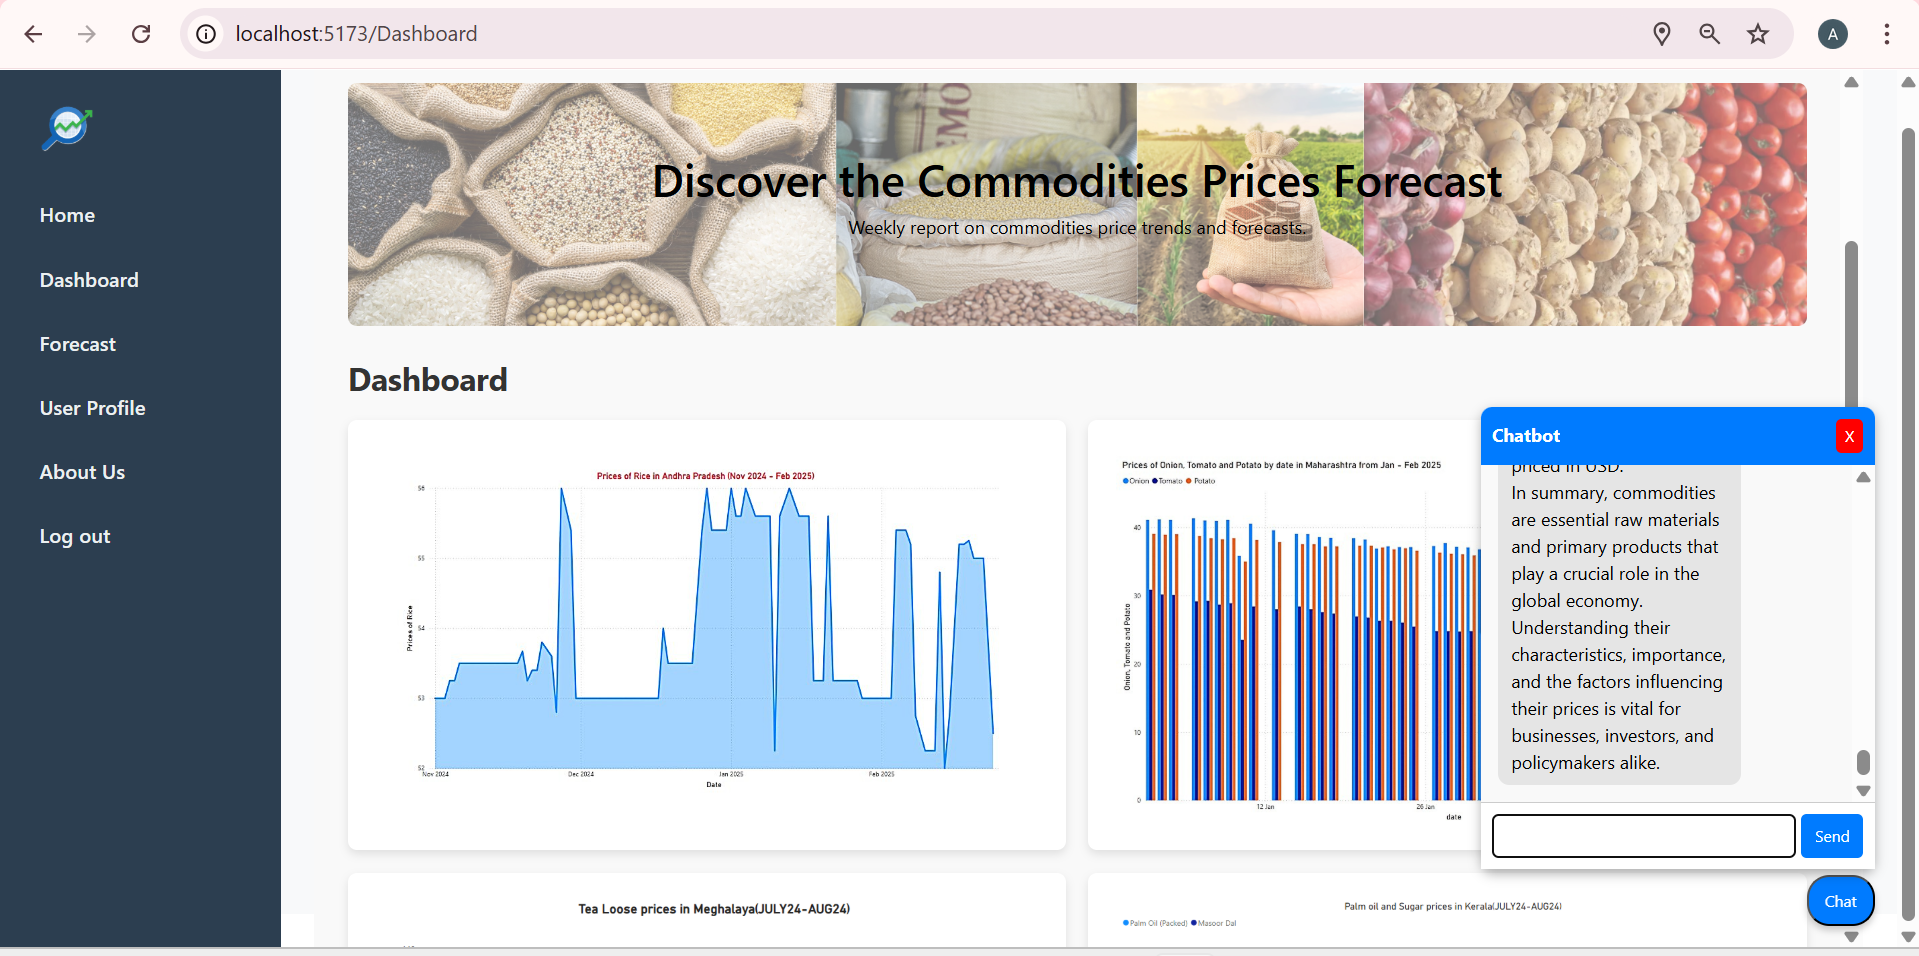 localhost:5173/Dashboard
A
Home
Dashboard
Forecast
User Profile
About Us
Log out
MO
Discover the Commodities Prices Forecast
Weekly report on commodities price trends and forecasts.
Dashboard
Prices of Rice in Andhra Pradesh (Nov 2024 - Feb 2025)
Prices of Rice
56
55
54
53
52
Nov 2024
Dec 2024
Jan 2025
Feb 2025
Date
Prices of Onion, Tomato and Potato by date in Maharashtra from Jan - Feb 2025
Onion Tomato Potato
Onion, Tomato and Potato
40
30
20
10
0
12 Jan
26 Jan
date
Tea Loose prices in Meghalaya(JULY24-AUG24)
Palm oil and Sugar prices in Kerala(JULY24-AUG24)
Palm Oil (Packed) Masoor Dal
Chatbot
X
priced in USD.
In summary, commodities
are essential raw materials
and primary products that
play a crucial role in the
global economy.
Understanding their
characteristics, importance,
and the factors influencing
their prices is vital for
businesses, investors, and
policymakers alike.
Send
Chat